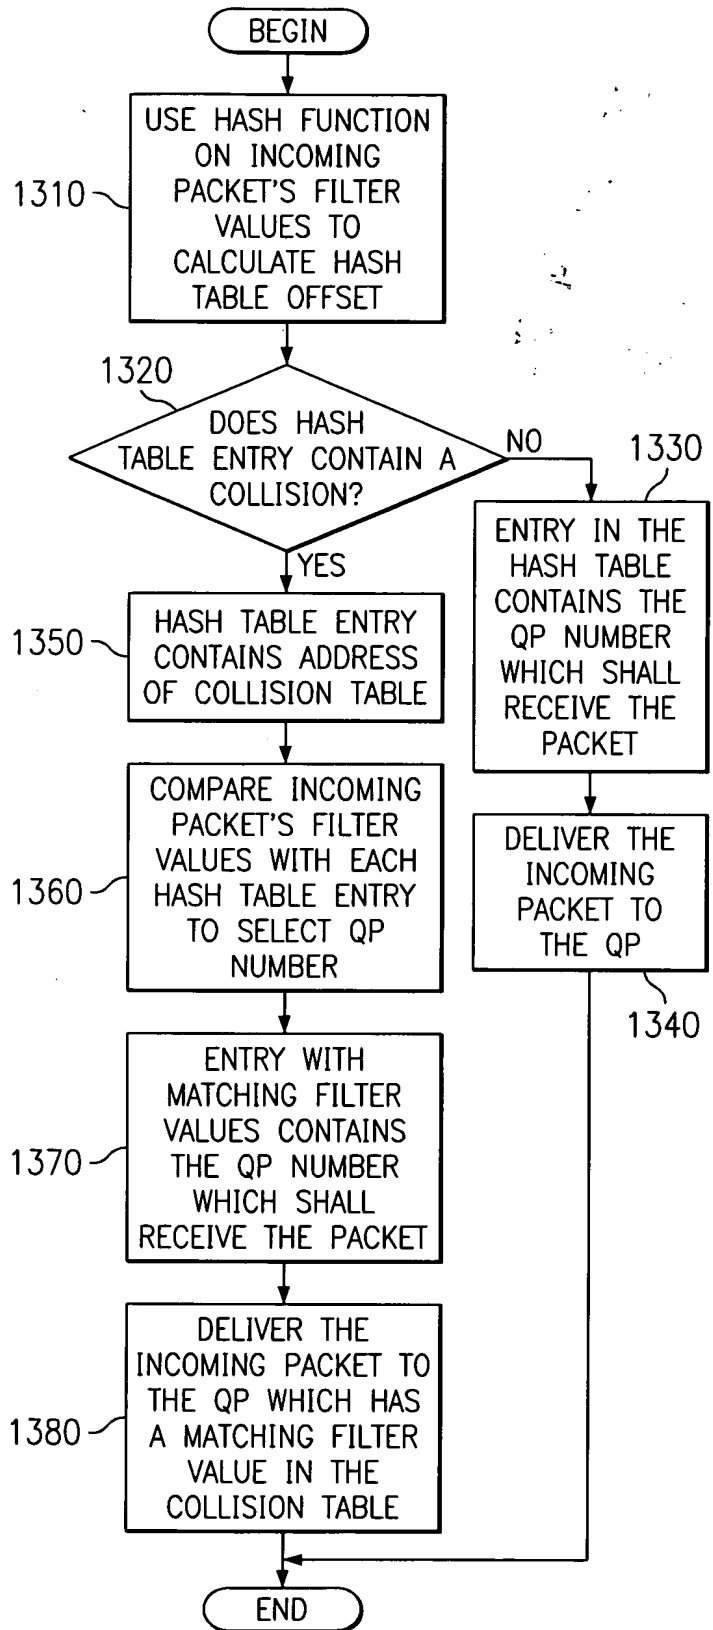 BEGIN
1310
USE HASH FUNCTION
ON INCOMING
PACKET'S FILTER
VALUES TO
CALCULATE HASH
TABLE OFFSET
1320
DOES HASH
TABLE ENTRY CONTAIN A
COLLISION?
NO
YES
1330
ENTRY IN THE
HASH TABLE
CONTAINS THE
QP NUMBER
WHICH SHALL
RECEIVE THE
PACKET
DELIVER THE
INCOMING
PACKET TO
THE QP
1340
1350
HASH TABLE ENTRY
CONTAINS ADDRESS
OF COLLISION TABLE
1360
COMPARE INCOMING
PACKET'S FILTER
VALUES WITH EACH
HASH TABLE ENTRY
TO SELECT QP
NUMBER
1370
ENTRY WITH
MATCHING FILTER
VALUES CONTAINS
THE QP NUMBER
WHICH SHALL
RECEIVE THE PACKET
1380
DELIVER THE
INCOMING PACKET TO
THE QP WHICH HAS
A MATCHING FILTER
VALUE IN THE
COLLISION TABLE
END